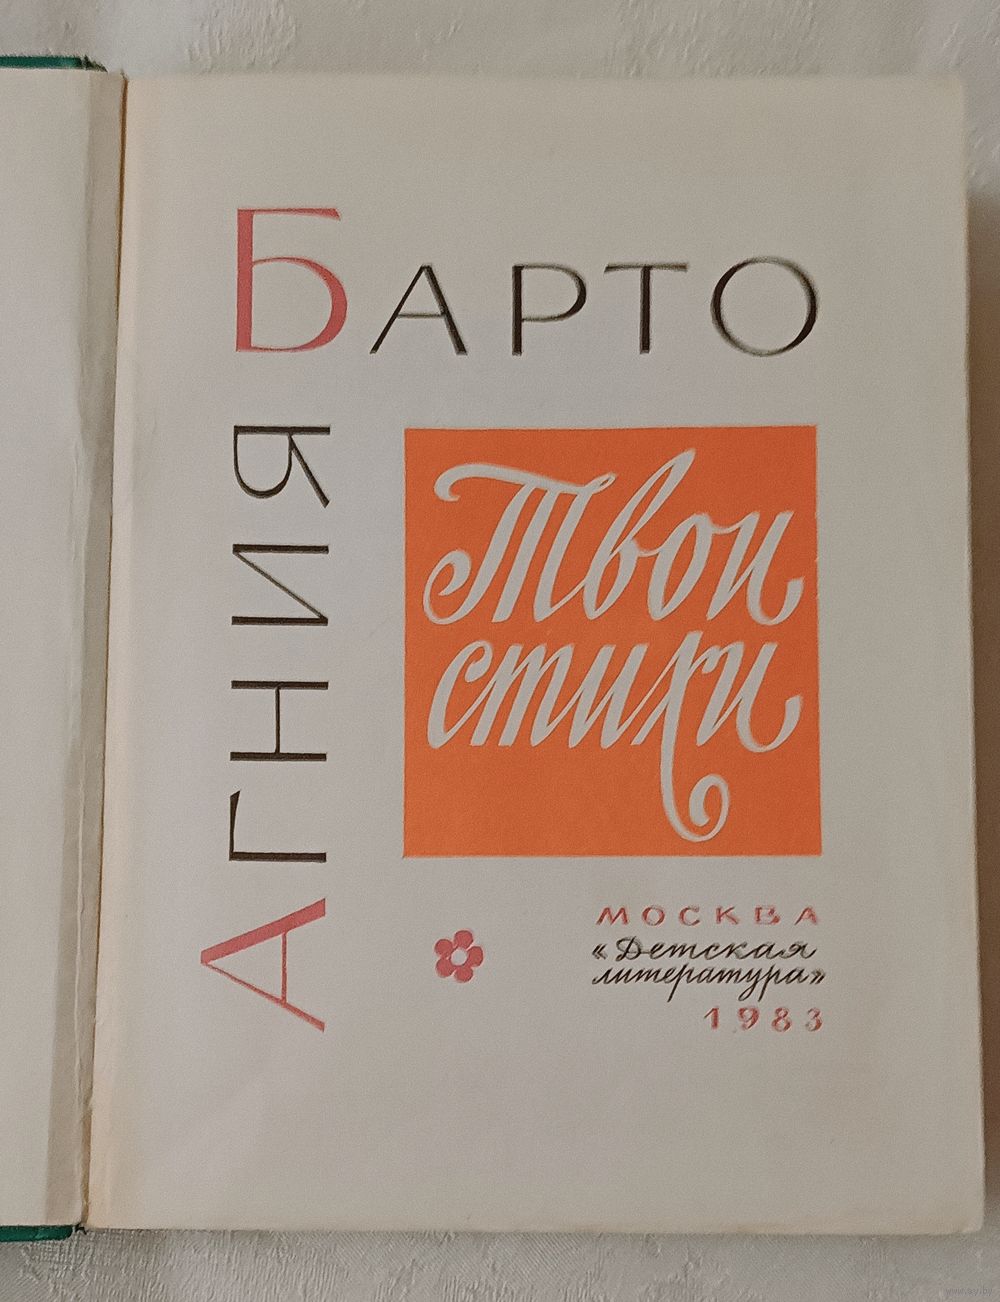 АГНИЯ
БАРТО
Твои
стихи
МОСКВА
«Детская
литература»
1983